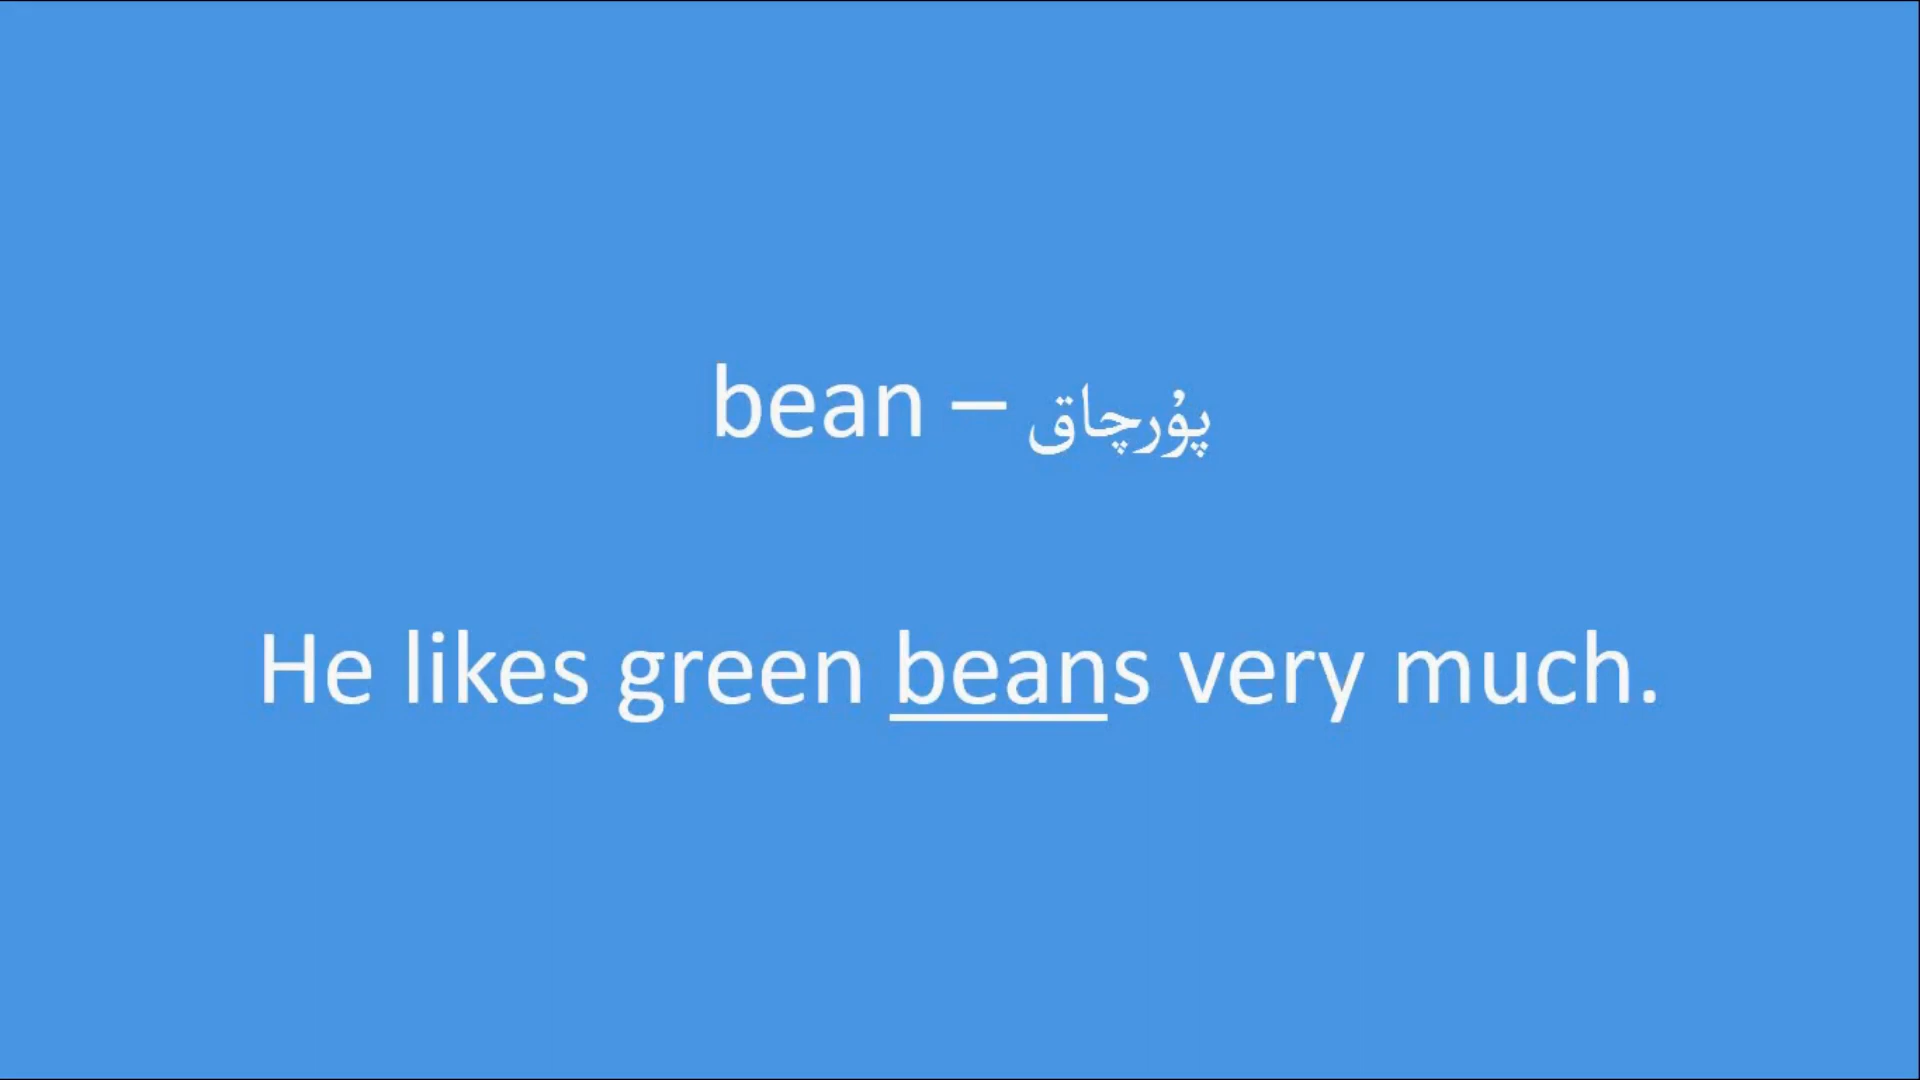 bean – پۇرچاق
He likes green beans very much.